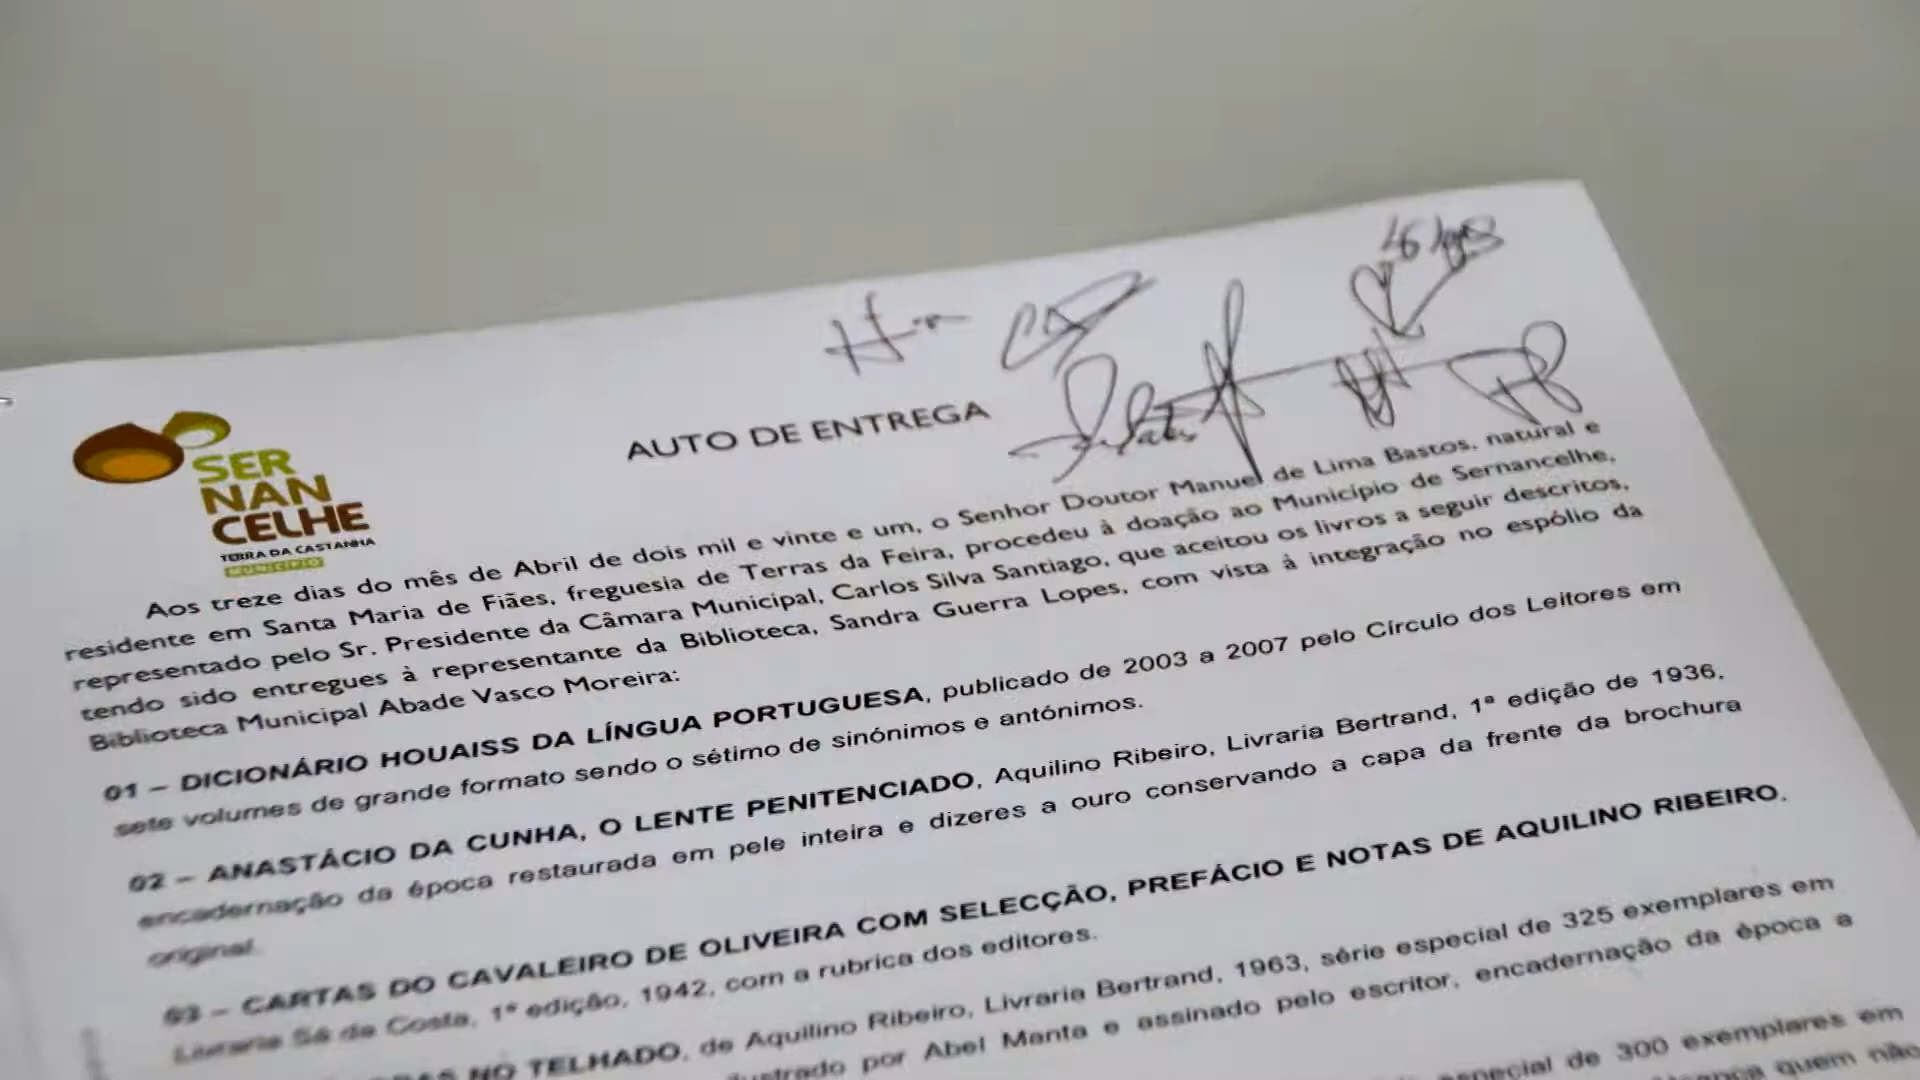 SER
NAN
CELHE
TERRA DA CASTANHA
MUNICÍPIO
AUTO DE ENTREGA
Aos treze dias do mês de Abril de dois mil e vinte e um, o Senhor Doutor Manuel de Lima Bastos, natural e
residente em Santa Maria de Fiães, freguesia de Terras da Feira, procedeu à doação ao Município de Sernancelhe,
representado pelo Sr. Presidente da Câmara Municipal, Carlos Silva Santiago, que aceitou os livros a seguir descritos,
tendo sido entregues à representante da Biblioteca, Sandra Guerra Lopes, com vista à integração no espólio da
Biblioteca Municipal Abade Vasco Moreira:
01 – DICIONÁRIO HOUAISS DA LÍNGUA PORTUGUESA, publicado de 2003 a 2007 pelo Círculo dos Leitores em
sete volumes de grande formato sendo o sétimo de sinónimos e antónimos.
02 – ANASTÁCIO DA CUNHA, O LENTE PENITENCIADO, Aquilino Ribeiro, Livraria Bertrand, 1ª edição de 1936,
encadernação da época restaurada em pele inteira e dizeres a ouro conservando a capa da frente da brochura
original.
03 – CARTAS DO CAVALEIRO DE OLIVEIRA COM SELECÇÃO, PREFÁCIO E NOTAS DE AQUILINO RIBEIRO,
Livraria Sá da Costa, 1ª edição, 1942, com a rubrica dos editores.
NO TELHADO, de Aquilino Ribeiro, Livraria Bertrand, 1963, série especial de 325 exemplares em
ilustrado por Abel Manta e assinado pelo escritor, encadernação da época a
especial de 300 exemplares em
quem não